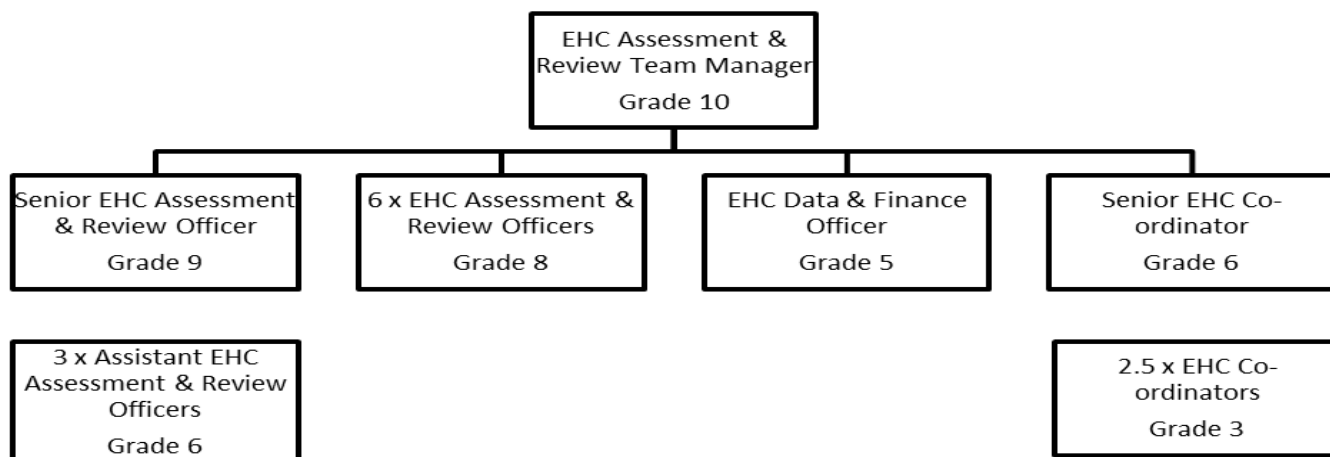 EHC Assessment &
Review Team Manager
Grade 10
Senior EHC Assessment
& Review Officer
Grade 9
6 x EHC Assessment &
Review Officers
Grade 8
EHC Data & Finance
Officer
Grade 5
Senior EHC Co-
ordinator
Grade 6
3 x Assistant EHC
Assessment & Review
Officers
Grade 6
2.5 x EHC Co-
ordinators
Grade 3